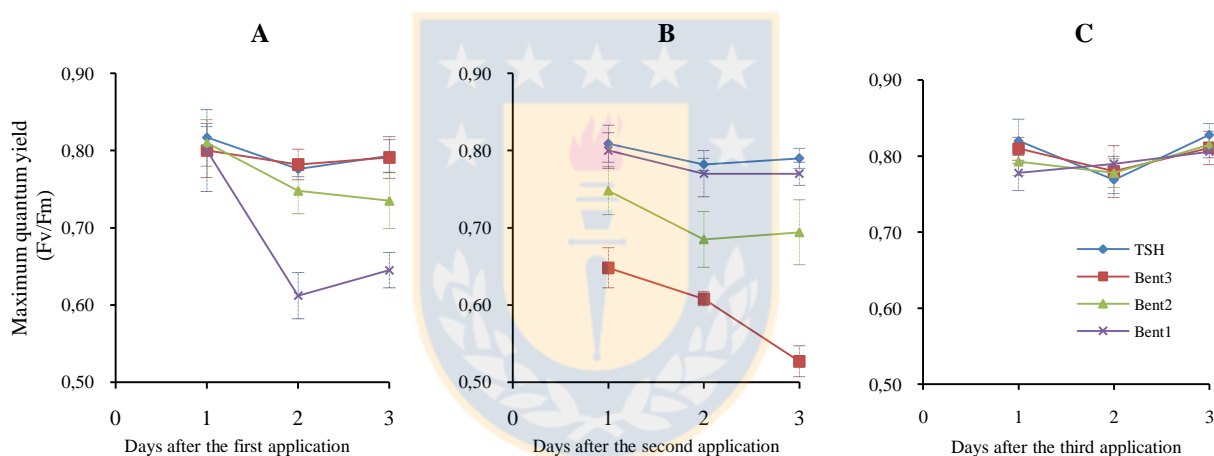 A
B
C
Maximum quantum yield
(Fv/Fm)
0,90
0,80
0,70
0,60
0,50
0
1
2
3
Days after the first application
0,90
0,80
0,70
0,60
0,50
0
1
2
3
Days after the second application
0,90
0,80
0,70
0,60
0,50
0
1
2
3
Days after the third application
TSH
Bent3
Bent2
Bent1